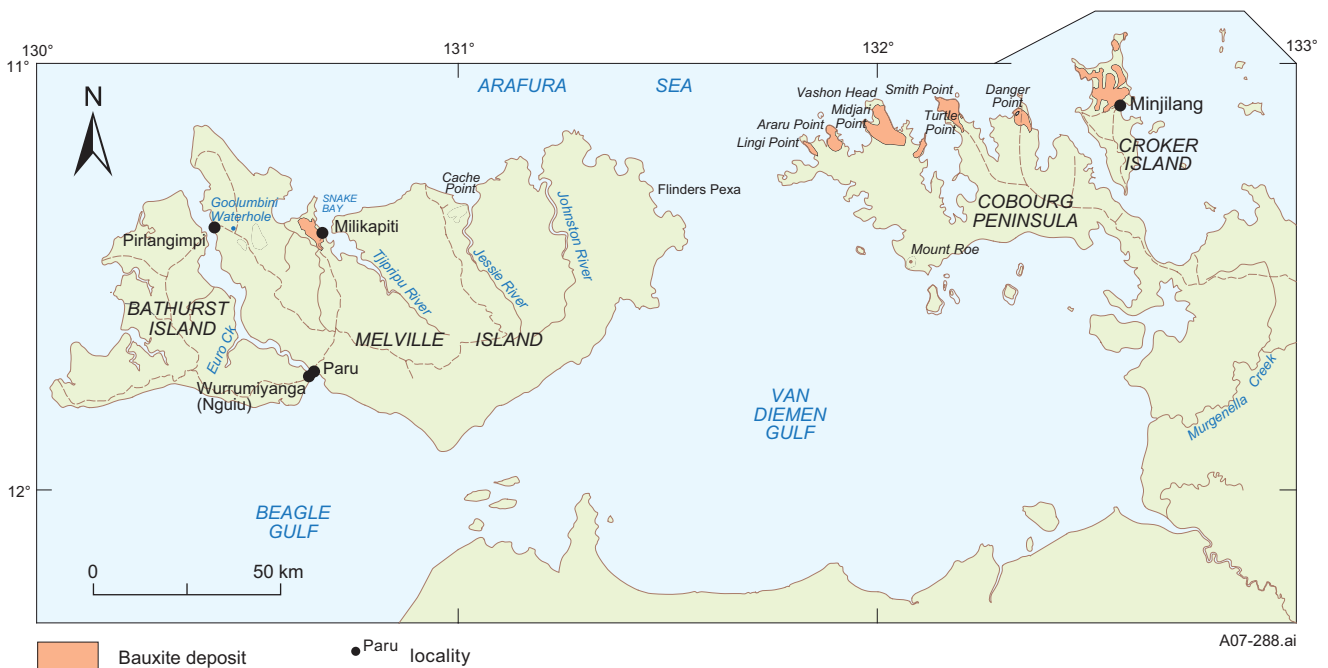 130°
131°
132°
133°
11°
ARAFURA SEA
N
Vashon Head
Smith Point
Danger
Point
Midjari
Point
Minjilang
Araru Point
Turtle
Point
Lingi Point
CROKER
ISLAND
Cache
Point
Flinders Pexa
Goolumbini
Waterhole
SNAKE
BAY
Johnston River
COBOURG
PENINSULA
Pirlangimpi
Milikapiti
Mount Roe
Tjipripu River
Jessie River
BATHURST
ISLAND
MELVILLE ISLAND
Euro Ck
Paru
Wurrumiyanga
(Nguiu)
VAN
DIEMEN
GULF
Murgenella Creek
12°
BEAGLE
GULF
0 50 km
A07-288.ai
Bauxite deposit
Paru locality